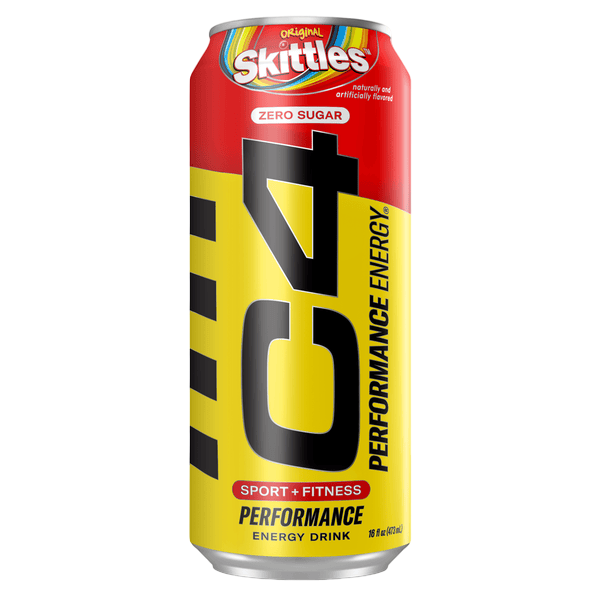 ORIGINAL
Skittles™
naturally and
artificially flavored
ZERO SUGAR
C4
PERFORMANCE ENERGY®
SPORT + FITNESS
PERFORMANCE
ENERGY DRINK
16 fl oz (473 mL)